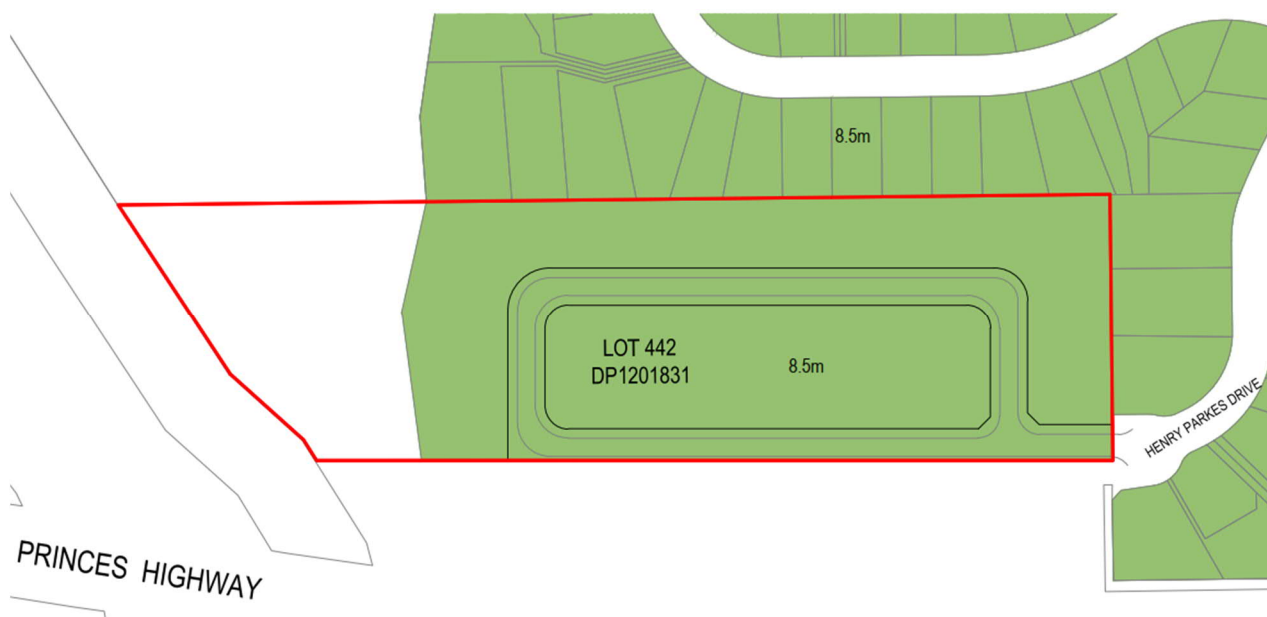 8.5m
LOT 442
DP1201831
8.5m
HENRY PARKES DRIVE
PRINCES HIGHWAY